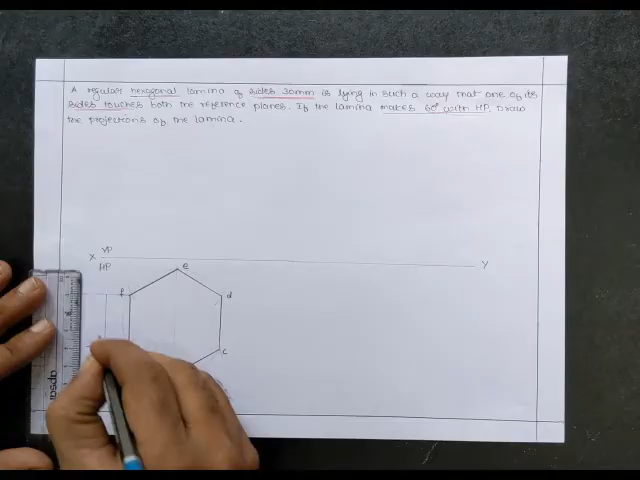 A regular hexagonal lamina of sides 30mm is lying in such a way that one of its
sides touches both the reference planes. If the lamina makes 60° with HP, Draw
the projections of the lamina.
X VP Y
HP
e
f d
c
apsar